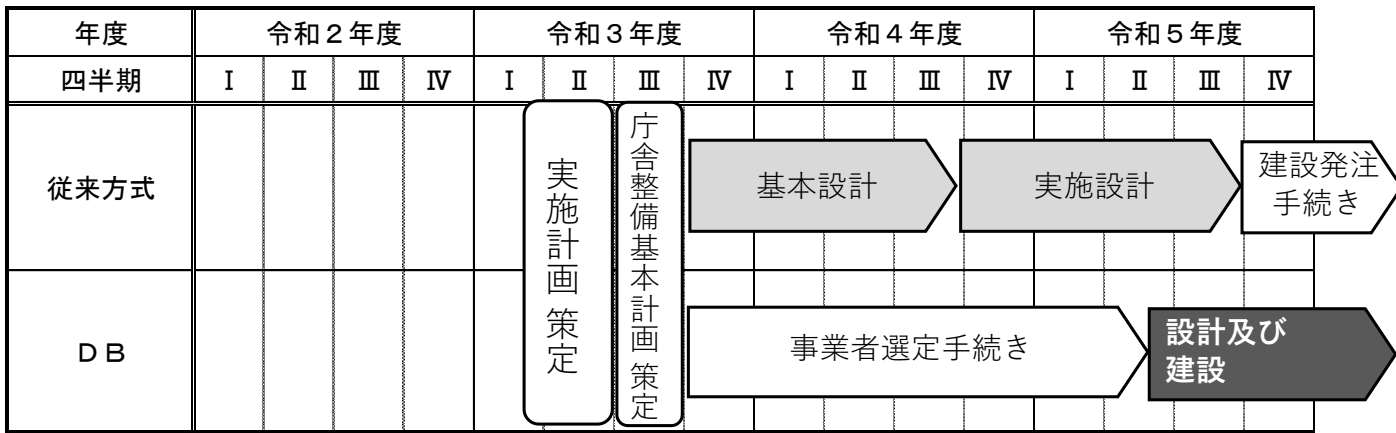 年度 令和２年度 令和３年度 令和４年度 令和５年度
四半期 Ⅰ Ⅱ Ⅲ Ⅳ Ⅰ Ⅱ Ⅲ Ⅳ Ⅰ Ⅱ Ⅲ Ⅳ Ⅰ Ⅱ Ⅲ Ⅳ
実施計画 策定
庁舎整備基本計画 策定
従来方式
基本設計
実施設計
建設発注
手続き
ＤＢ
事業者選定手続き
設計及び
建設